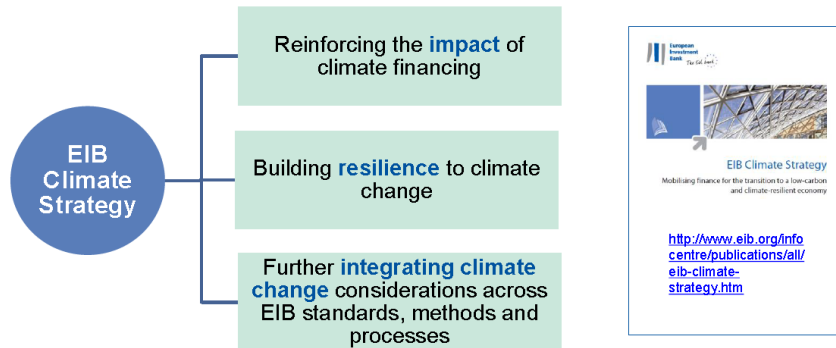 EIB
Climate
Strategy
Reinforcing the impact of
climate financing
Building resilience to climate
change
Further integrating climate
change considerations across
EIB standards, methods and
processes
European
Investment
Bank
The EU bank
EIB Climate Strategy
Mobilising finance for the transition to a low-carbon
and climate-resilient economy
http://www.eib.org/info
centre/publications/all/
eib-climate-
strategy.htm